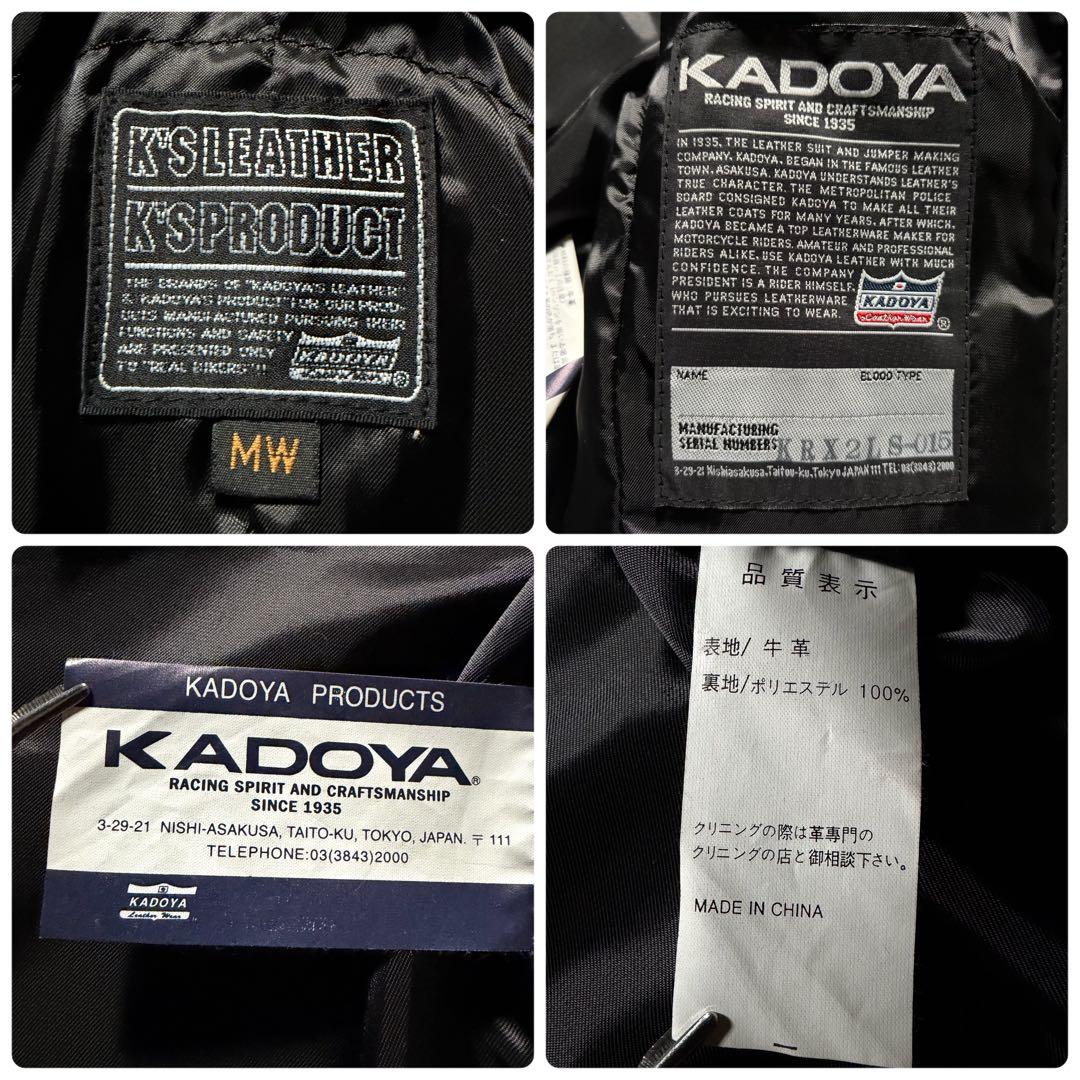 K'S LEATHER
K'S PRODUCT
THE BRANDS OF "KADOYA'S LEATHER
& KADOYA'S PRODUCT" FOR OUR PROD
UCTS MANUFACTURED PURSUING THEIR
FUNCTIONS AND SAFETY
ARE PRESENTED ONLY
TO "REAL BIKERS"!!
KADOYA
Leather Wear ®
MW
KADOYA
RACING SPIRIT AND CRAFTSMANSHIP
SINCE 1935
IN 1935, THE LEATHER SUIT AND JUMPER MAKING
COMPANY, KADOYA, BEGAN IN THE FAMOUS LEATHER
TOWN, ASAKUSA. KADOYA UNDERSTANDS LEATHER'S
TRUE CHARACTER. THE METROPOLITAN POLICE
BOARD CONSIGNED KADOYA TO MAKE ALL THEIR
LEATHER COATS FOR MANY YEARS, AFTER WHICH,
KADOYA BECAME A TOP LEATHERWARE MAKER FOR
MOTORCYCLE RIDERS. AMATEUR AND PROFESSIONAL
RIDERS ALIKE, USE KADOYA LEATHER WITH MUCH
CONFIDENCE. THE COMPANY
PRESIDENT IS A RIDER HIMSELF,
WHO PURSUES LEATHERWARE
THAT IS EXCITING TO WEAR.
KADOYA
Leather Wear ®
NAME BLOOD TYPE
MANUFACTURING
SERIAL NUMBERS KRX2LS-015
3-29-21 Nishiasakusa,Taitou-ku,Tokyo JAPAN 111 TEL:03(3843)2000
KADOYA PRODUCTS
KADOYA®
RACING SPIRIT AND CRAFTSMANSHIP
SINCE 1935
3-29-21 NISHI-ASAKUSA, TAITO-KU, TOKYO, JAPAN. 〒111
TELEPHONE:03(3843)2000
KADOYA
Leather Wear
品質表示
表地/ 牛革
裏地/ポリエステル 100%
クリニングの際は革専門の
クリニングの店と御相談下さい。
MADE IN CHINA